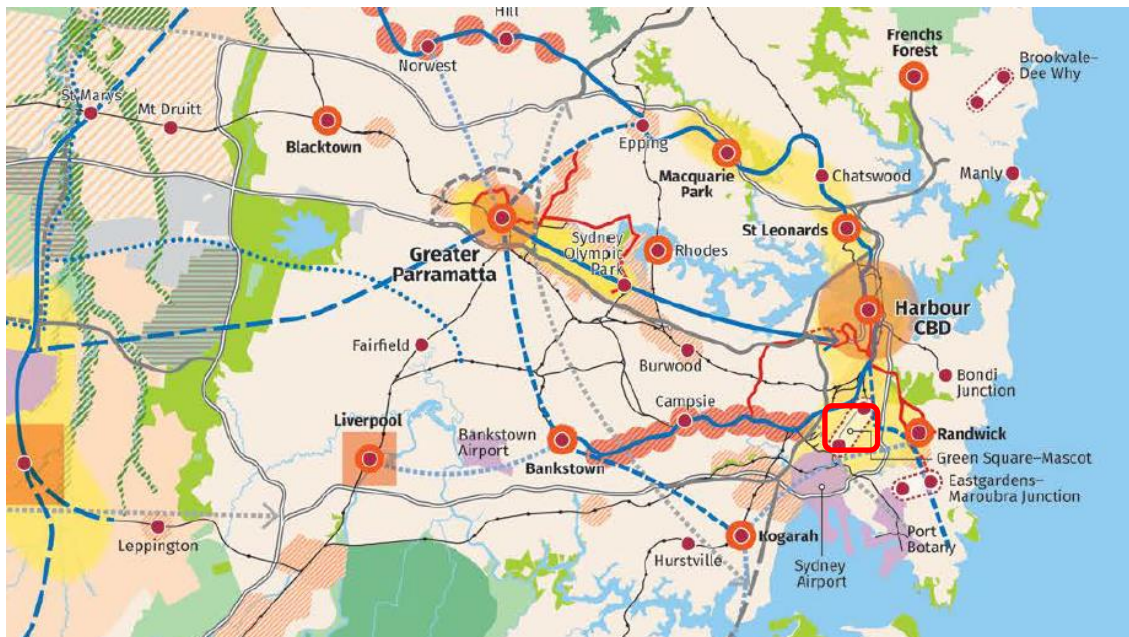 Hill
Norwest
Frenchs
Forest
Brookvale–
Dee Why
St Marys
Mt Druitt
Blacktown
Epping
Macquarie
Park
Chatswood
Manly
St Leonards
Greater
Parramatta
Sydney
Olympic
Park
Rhodes
Harbour
CBD
Fairfield
Burwood
Bondi
Junction
Campsie
Liverpool
Bankstown
Airport
Bankstown
Randwick
Green Square–Mascot
Eastgardens–
Maroubra Junction
Leppington
Hurstville
Kogarah
Sydney
Airport
Port
Botany